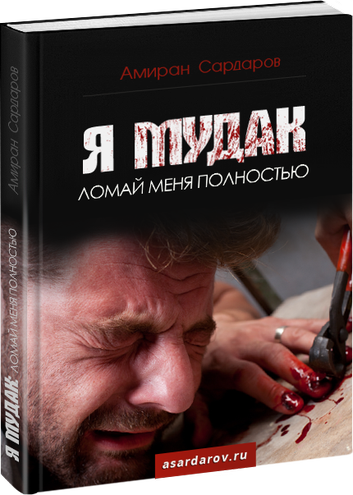 Амиран Сардаров
Я МУДАК
ЛОМАЙ МЕНЯ ПОЛНОСТЬЮ
asardarov.ru
Я МУДАК: ЛОМАЙ МЕНЯ ПОЛНОСТЬЮ Амиран Сардаров